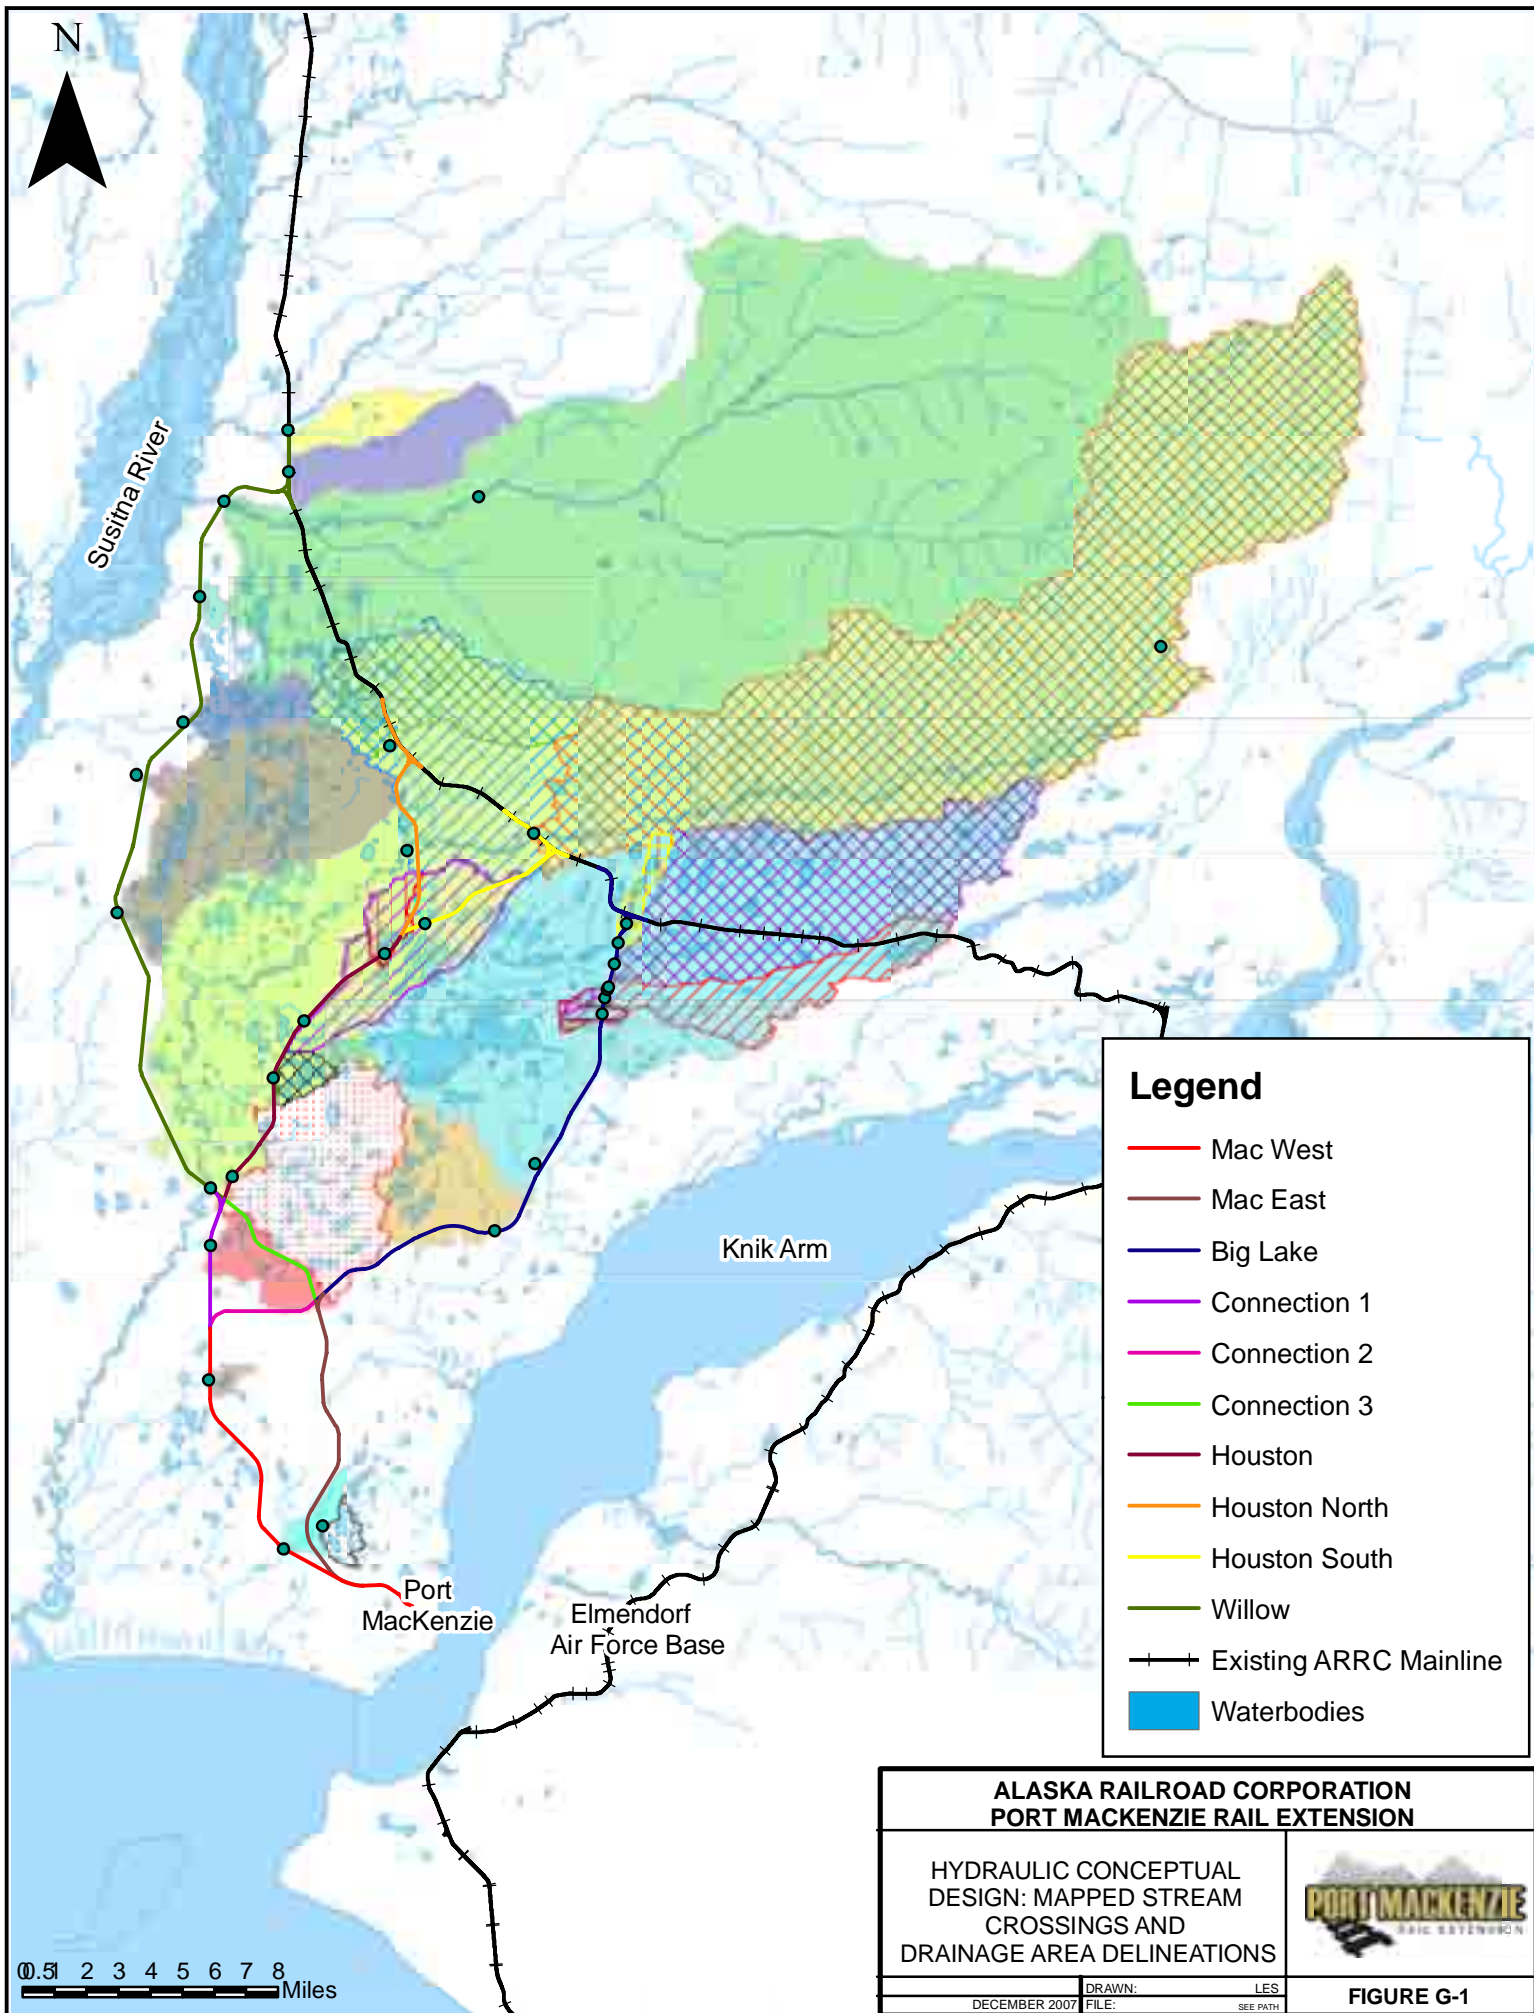 N
Susitna River
Knik Arm
Port
MacKenzie
Elmendorf
Air Force Base
Legend
Mac West
Mac East
Big Lake
Connection 1
Connection 2
Connection 3
Houston
Houston North
Houston South
Willow
Existing ARRC Mainline
Waterbodies
0 0.5 1 2 3 4 5 6 7 8
Miles
ALASKA RAILROAD CORPORATION
PORT MACKENZIE RAIL EXTENSION
HYDRAULIC CONCEPTUAL
DESIGN: MAPPED STREAM
CROSSINGS AND
DRAINAGE AREA DELINEATIONS
PORT MACKENZIE
RAIL EXTENSION
DECEMBER 2007
DRAWN: LES
FILE: SEE PATH
FIGURE G-1